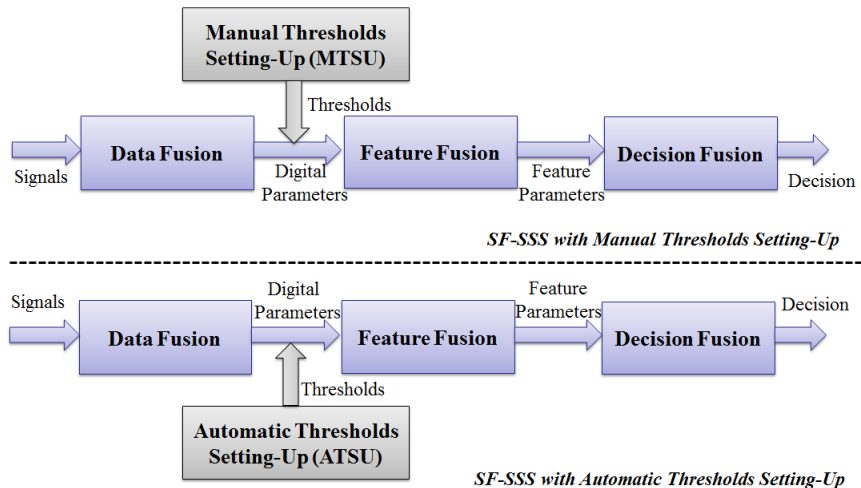 Manual Thresholds
Setting-Up (MTSU)
Thresholds
Data Fusion
Feature Fusion
Decision Fusion
Signals
Digital
Parameters
Feature
Parameters
Decision
SF-SSS with Manual Thresholds Setting-Up
Signals
Digital
Parameters
Feature
Parameters
Decision
Data Fusion
Feature Fusion
Decision Fusion
Thresholds
Automatic Thresholds
Setting-Up (ATSU)
SF-SSS with Automatic Thresholds Setting-Up